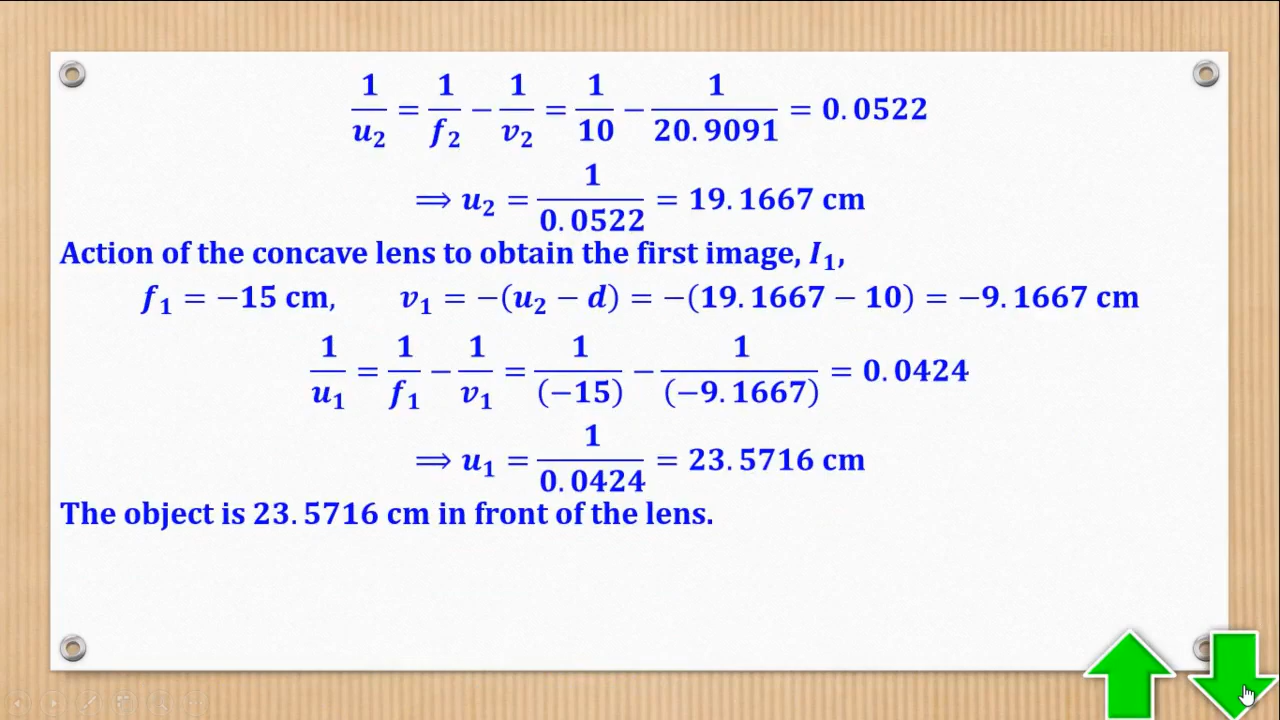 1/u₂ = 1/f₂ − 1/v₂ = 1/10 − 1/20.9091 = 0.0522
⟹ u₂ = 1/0.0522 = 19.1667 cm
Action of the concave lens to obtain the first image, I₁,
f₁ = −15 cm, v₁ = −(u₂ − d) = −(19.1667 − 10) = −9.1667 cm
1/u₁ = 1/f₁ − 1/v₁ = 1/(−15) − 1/(−9.1667) = 0.0424
⟹ u₁ = 1/0.0424 = 23.5716 cm
The object is 23.5716 cm in front of the lens.